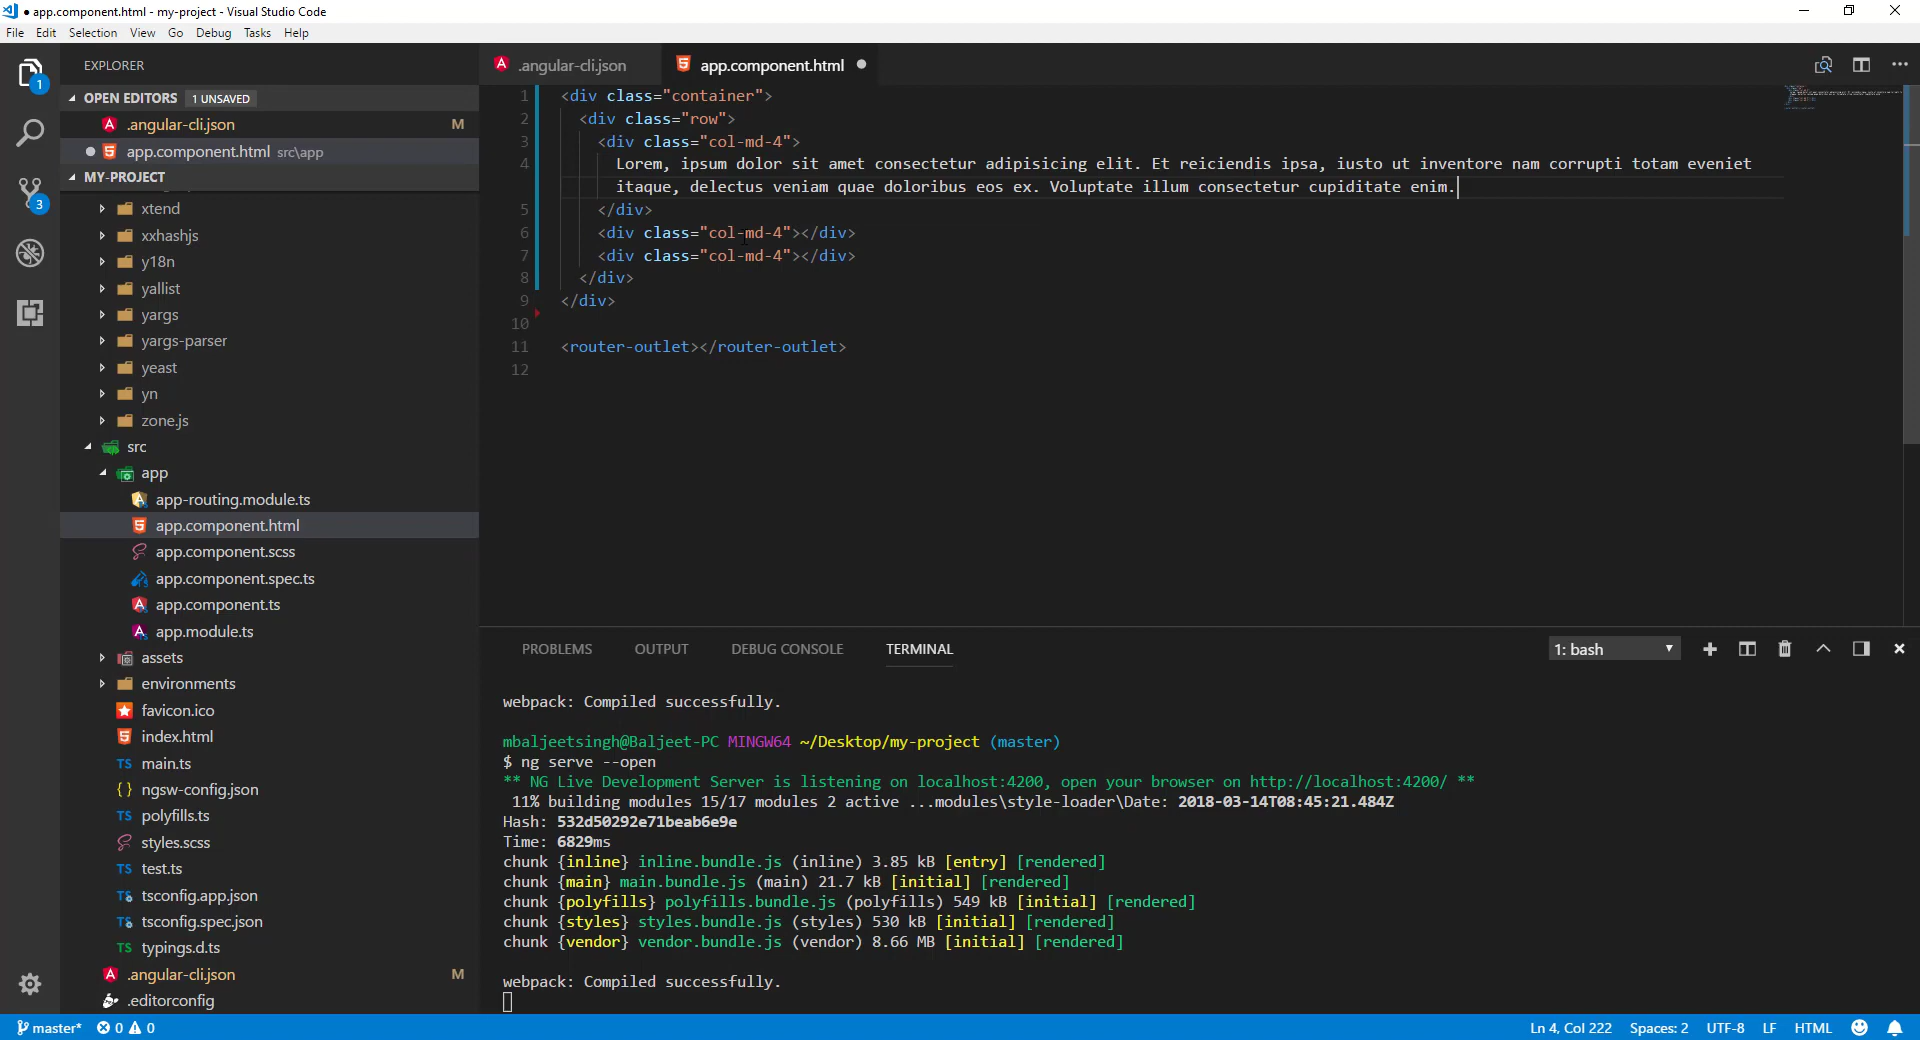 app.component.html - my-project - Visual Studio Code
File Edit Selection View Go Debug Tasks Help
EXPLORER
OPEN EDITORS 1 UNSAVED
.angular-cli.json M
app.component.html src\app
MY-PROJECT
xtend
xxhashjs
y18n
yallist
yargs
yargs-parser
yeast
yn
zone.js
src
app
app-routing.module.ts
app.component.html
app.component.scss
app.component.spec.ts
app.component.ts
app.module.ts
assets
environments
favicon.ico
index.html
main.ts
ngsw-config.json
polyfills.ts
styles.scss
test.ts
tsconfig.app.json
tsconfig.spec.json
typings.d.ts
.angular-cli.json M
.editorconfig
1
3
.angular-cli.json app.component.html
1 <div class="container">
2 <div class="row">
3 <div class="col-md-4">
4 Lorem, ipsum dolor sit amet consectetur adipisicing elit. Et reiciendis ipsa, iusto ut inventore nam corrupti totam eveniet
itaque, delectus veniam quae doloribus eos ex. Voluptate illum consectetur cupiditate enim.
5 </div>
6 <div class="col-md-4"></div>
7 <div class="col-md-4"></div>
8 </div>
9 </div>
10
11 <router-outlet></router-outlet>
12
PROBLEMS OUTPUT DEBUG CONSOLE TERMINAL 1: bash
webpack: Compiled successfully.
mbaljeetsingh@Baljeet-PC MINGW64 ~/Desktop/my-project (master)
$ ng serve --open
** NG Live Development Server is listening on localhost:4200, open your browser on http://localhost:4200/ **
11% building modules 15/17 modules 2 active ...modules\style-loader\Date: 2018-03-14T08:45:21.484Z
Hash: 532d50292e71beab6e9e
Time: 6829ms
chunk {inline} inline.bundle.js (inline) 3.85 kB [entry] [rendered]
chunk {main} main.bundle.js (main) 21.7 kB [initial] [rendered]
chunk {polyfills} polyfills.bundle.js (polyfills) 549 kB [initial] [rendered]
chunk {styles} styles.bundle.js (styles) 530 kB [initial] [rendered]
chunk {vendor} vendor.bundle.js (vendor) 8.66 MB [initial] [rendered]
webpack: Compiled successfully.
master* 0 0 Ln 4, Col 222 Spaces: 2 UTF-8 LF HTML